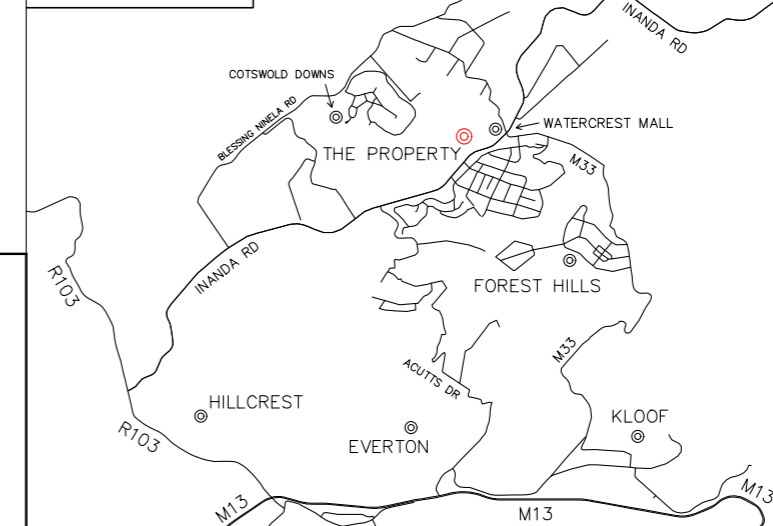 INANDA RD
COTSWOLD DOWNS
BLESSING NINELA RD
WATERCREST MALL
THE PROPERTY
M33
INANDA RD
R103
FOREST HILLS
M33
ACUTTS DR
HILLCREST
KLOOF
R103
EVERTON
M13
M13
M13